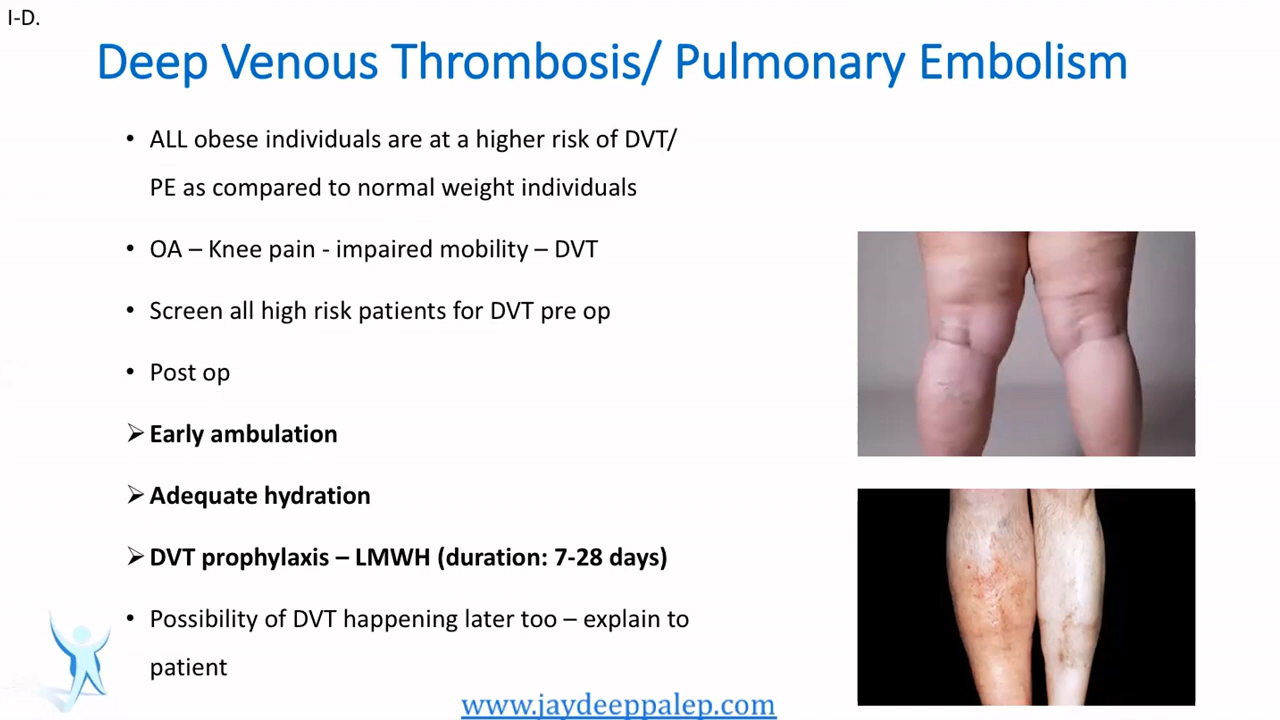 I-D.
Deep Venous Thrombosis/ Pulmonary Embolism
• ALL obese individuals are at a higher risk of DVT/
PE as compared to normal weight individuals
• OA – Knee pain - impaired mobility – DVT
• Screen all high risk patients for DVT pre op
• Post op
➢ Early ambulation
➢ Adequate hydration
➢ DVT prophylaxis – LMWH (duration: 7-28 days)
• Possibility of DVT happening later too – explain to
patient
www.jaydeeppalep.com